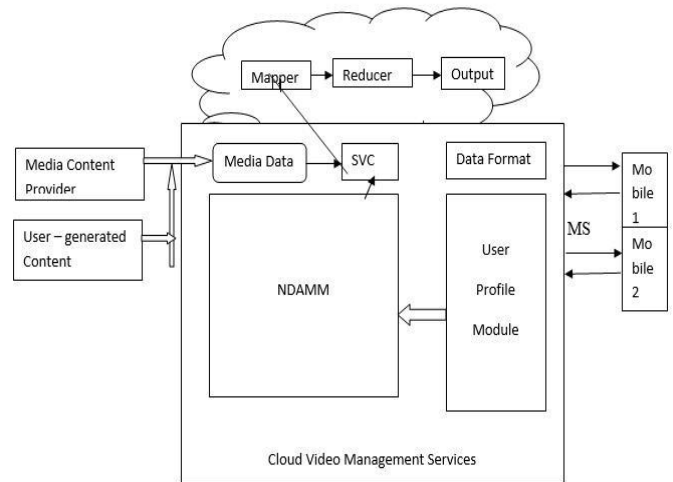 Mapper
Reducer
Output
Media Content
Provider
Media Data
SVC
Data Format
Mo
bile
1
User – generated
Content
NDAMM
User
Profile
Module
MS
Mo
bile
2
Cloud Video Management Services